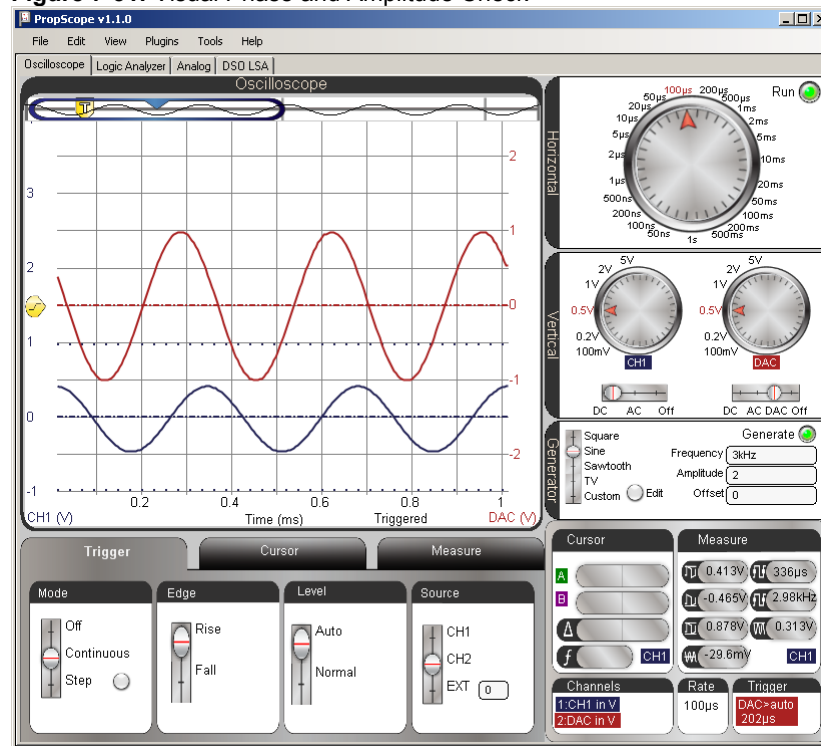 PropScope v1.1.0
File Edit View Plugins Tools Help
Oscilloscope Logic Analyzer Analog DSO LSA
Oscilloscope
T
3
2
1
0
-1
2
1
0
-1
-2
0.2 0.4 0.6 0.8 1
CH1 (V) Time (ms) Triggered DAC (V)
Horizontal
Run
50ns 100ns 200ns 500ns 1µs 2µs 5µs 10µs 20µs 50µs 100µs 200µs 500µs 1ms 2ms 5ms 10ms 20ms 50ms 100ms 200ms 500ms 1s
Vertical
5V 2V 1V 0.5V 0.2V 100mV
CH1
DC AC Off
5V 2V 1V 0.5V 0.2V 100mV
DAC
DC AC DAC Off
Generator
Square
Sine
Sawtooth
TV
Custom Edit
Generate
Frequency 3kHz
Amplitude 2
Offset 0
Trigger Cursor Measure
Mode
Off
Continuous
Step
Edge
Rise
Fall
Level
Auto
Normal
Source
CH1
CH2
EXT 0
Cursor
A
B
Δ
f CH1
Measure
0.413V 336µs
-0.465V 2.98kHz
0.878V 0.313V
-29.6mV CH1
Channels
1:CH1 in V
2:DAC in V
Rate
100µs
Trigger
DAC>auto
202µs